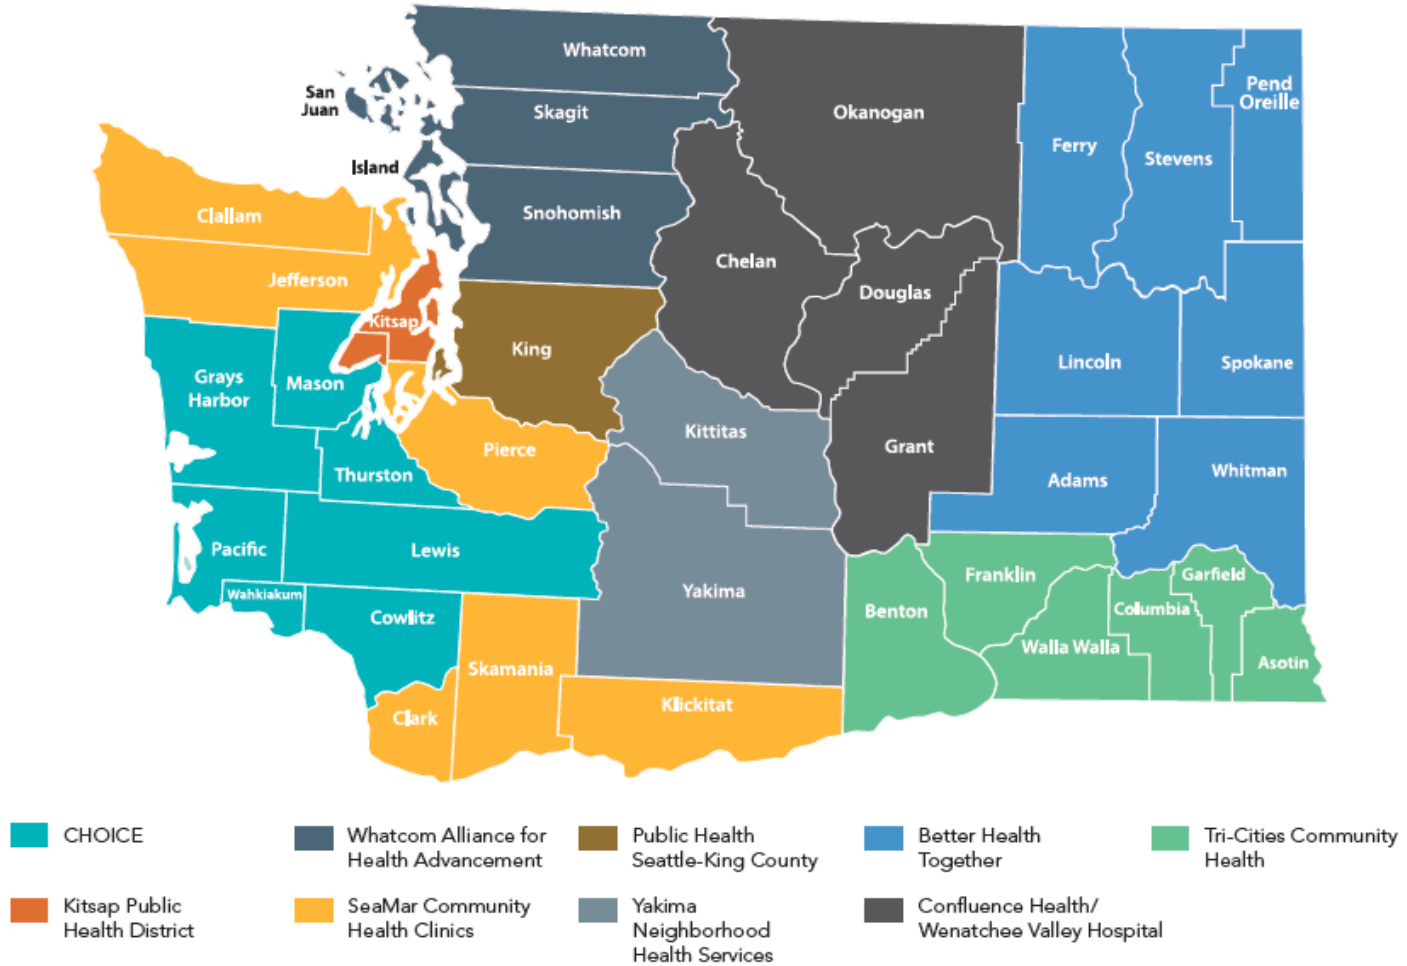 Whatcom
San
Juan
Skagit
Okanogan
Pend
Oreille
Ferry
Stevens
Island
Clallam
Snohomish
Chelan
Jefferson
Douglas
Kitsap
King
Lincoln
Spokane
Grays
Harbor
Mason
Kittitas
Grant
Pierce
Thurston
Adams
Whitman
Pacific
Lewis
Yakima
Franklin
Garfield
Wahkiakum
Cowlitz
Benton
Columbia
Walla Walla
Skamania
Asotin
Klickitat
Clark
CHOICE
Whatcom Alliance for
Health Advancement
Public Health
Seattle-King County
Better Health
Together
Tri-Cities Community
Health
Kitsap Public
Health District
SeaMar Community
Health Clinics
Yakima
Neighborhood
Health Services
Confluence Health/
Wenatchee Valley Hospital